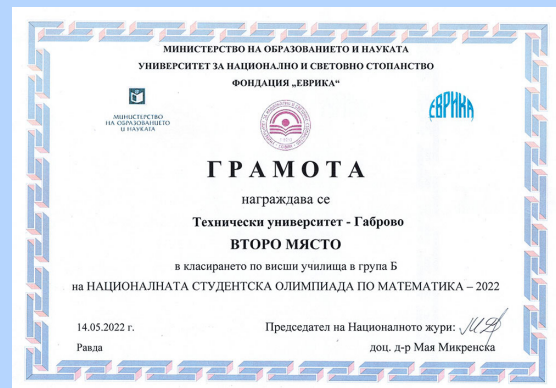 МИНИСТЕРСТВО НА ОБРАЗОВАНИЕТО И НАУКАТА
УНИВЕРСИТЕТ ЗА НАЦИОНАЛНО И СВЕТОВНО СТОПАНСТВО
ФОНДАЦИЯ „ЕВРИКА“
МИНИСТЕРСТВО
НА ОБРАЗОВАНИЕТО
И НАУКАТА
ЕВРИКА
ГРАМОТА
награждава се
Технически университет - Габрово
ВТОРО МЯСТО
в класирането по висши училища в група Б
на НАЦИОНАЛНАТА СТУДЕНТСКА ОЛИМПИАДА ПО МАТЕМАТИКА – 2022
14.05.2022 г.
Председател на Националното жури:
Равда
доц. д-р Мая Микренска